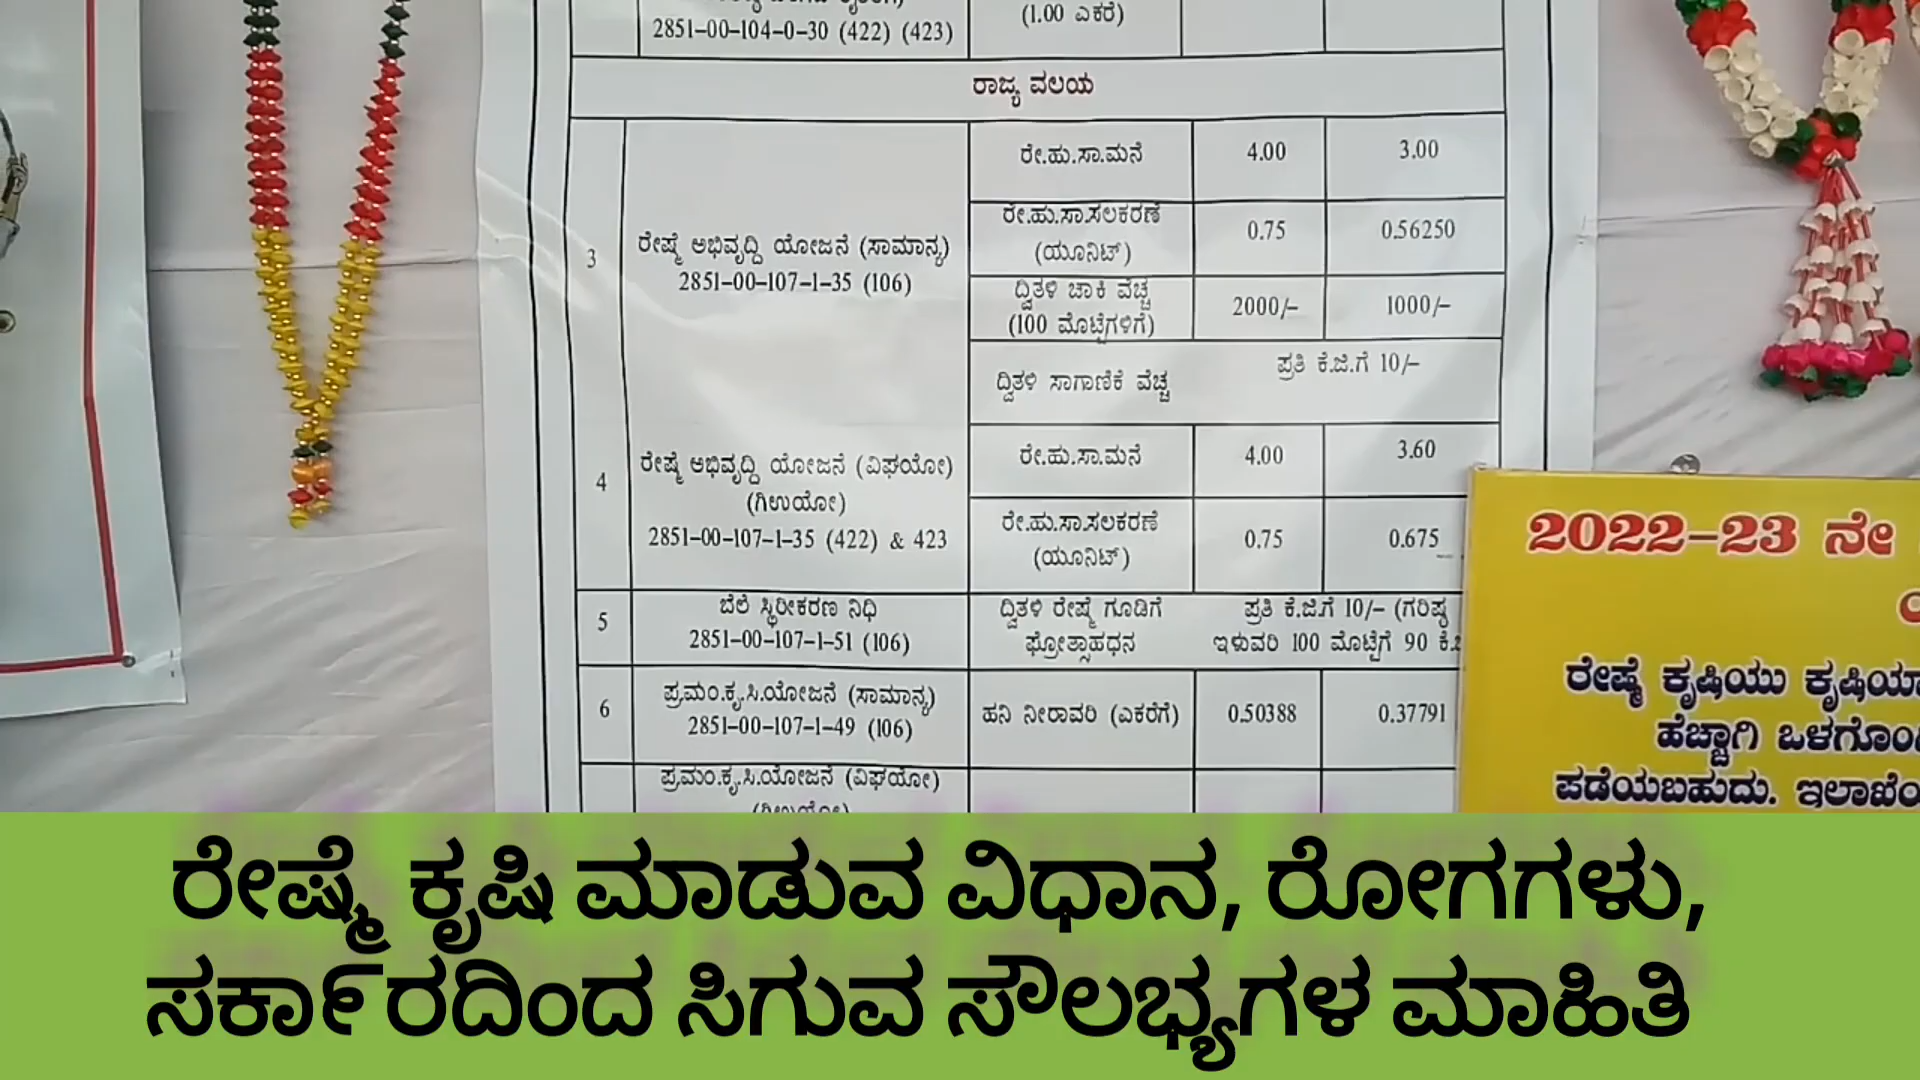 2851-00-104-0-30 (422) (423)
(1.00 ಎಕರೆ)
ರಾಜ್ಯ ವಲಯ
3
ರೇಷ್ಮೆ ಅಭಿವೃದ್ದಿ ಯೋಜನೆ (ಸಾಮಾನ್ಯ)
2851-00-107-1-35 (106)
ರೇ.ಹು.ಸಾ.ಮನೆ 4.00 3.00
ರೇ.ಹು.ಸಾ.ಸಲಕರಣೆ
(ಯೂನಿಟ್) 0.75 0.56250
ದ್ವಿತಳಿ ಚಾಕಿ ವೆಚ್ಚ
(100 ಮೊಟ್ಟೆಗಳಿಗೆ) 2000/- 1000/-
ದ್ವಿತಳಿ ಸಾಗಾಣಿಕೆ ವೆಚ್ಚ ಪ್ರತಿ ಕೆ.ಜಿ.ಗೆ 10/-
4
ರೇಷ್ಮೆ ಅಭಿವೃದ್ದಿ ಯೋಜನೆ (ವಿಘಯೋ)
(ಗಿಉಯೋ)
2851-00-107-1-35 (422) & 423
ರೇ.ಹು.ಸಾ.ಮನೆ 4.00 3.60
ರೇ.ಹು.ಸಾ.ಸಲಕರಣೆ
(ಯೂನಿಟ್) 0.75 0.675
5
ಬೆಲೆ ಸ್ಥಿರೀಕರಣ ನಿಧಿ
2851-00-107-1-51 (106)
ದ್ವಿತಳಿ ರೇಷ್ಮೆ ಗೂಡಿಗೆ
ಪ್ರೋತ್ಸಾಹಧನ
ಪ್ರತಿ ಕೆ.ಜಿ.ಗೆ 10/- (ಗರಿಷ್ಠ
ಇಳುವರಿ 100 ಮೊಟ್ಟೆಗೆ 90 ಕೆ.
6
ಪ್ರಮಂ.ಕೃ.ಸಿ.ಯೋಜನೆ (ಸಾಮಾನ್ಯ)
2851-00-107-1-49 (106)
ಹನಿ ನೀರಾವರಿ (ಎಕರೆಗೆ) 0.50388 0.37791
ಪ್ರಮಂ.ಕೃ.ಸಿ.ಯೋಜನೆ (ವಿಘಯೋ)
(ಗಿಉಯೋ)
2022-23 ನೇ
ರೇಷ್ಮೆ ಕೃಷಿಯು
ಹೆಚ್ಚಾಗಿ
ಪಡೆಯಬಹುದು.
ರೇಷ್ಮೆ ಕೃಷಿ ಮಾಡುವ ವಿಧಾನ, ರೋಗಗಳು,
ಸರ್ಕಾರದಿಂದ ಸಿಗುವ ಸೌಲಭ್ಯಗಳ ಮಾಹಿತಿ